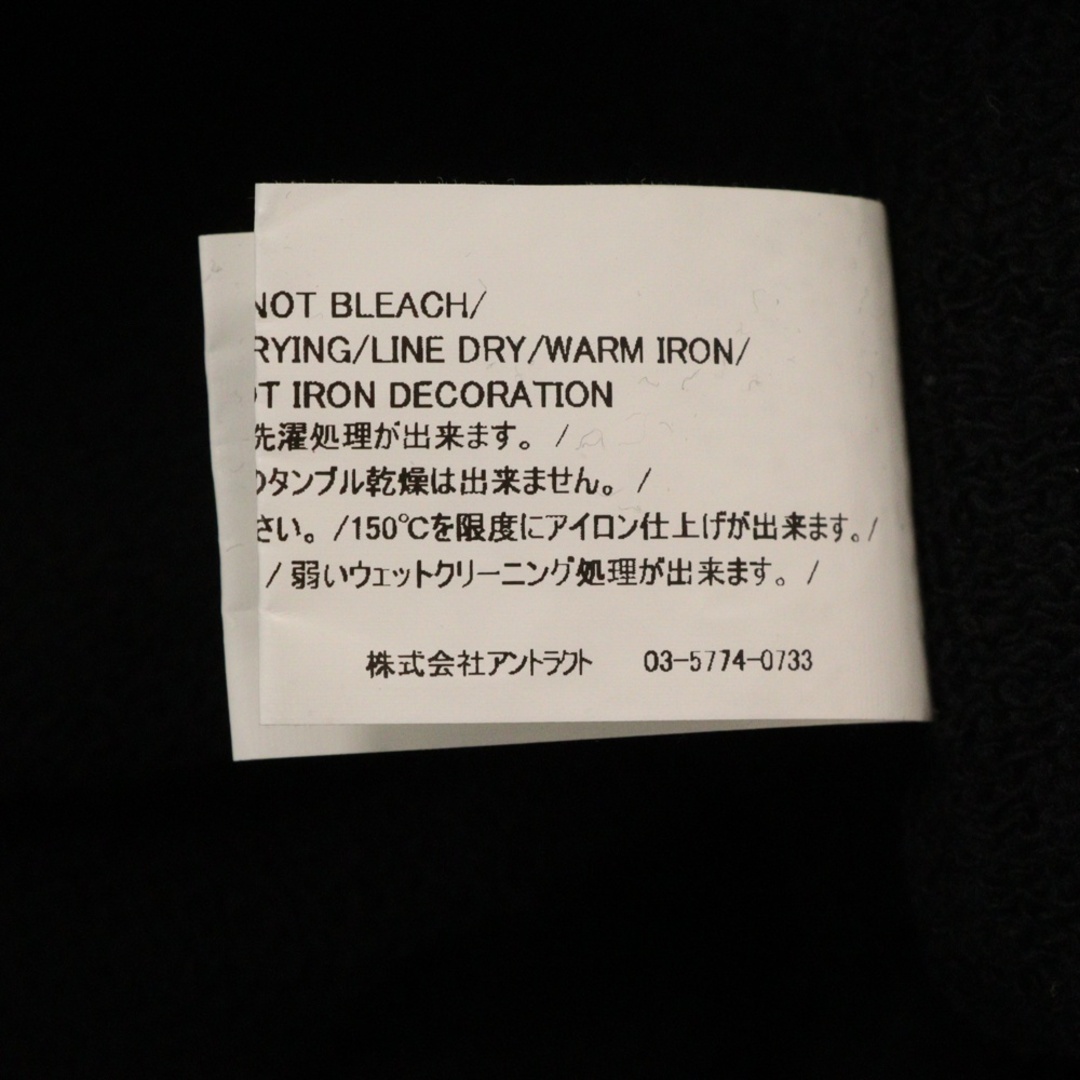 NOT BLEACH/
RYING/LINE DRY/WARM IRON/
T IRON DECORATION
洗濯処理が出来ます。/
のタンブル乾燥は出来ません。/
さい。/150℃を限度にアイロン仕上げが出来ます。/
/弱いウェットクリーニング処理が出来ます。/
株式会社アントラクト 03-5774-0733